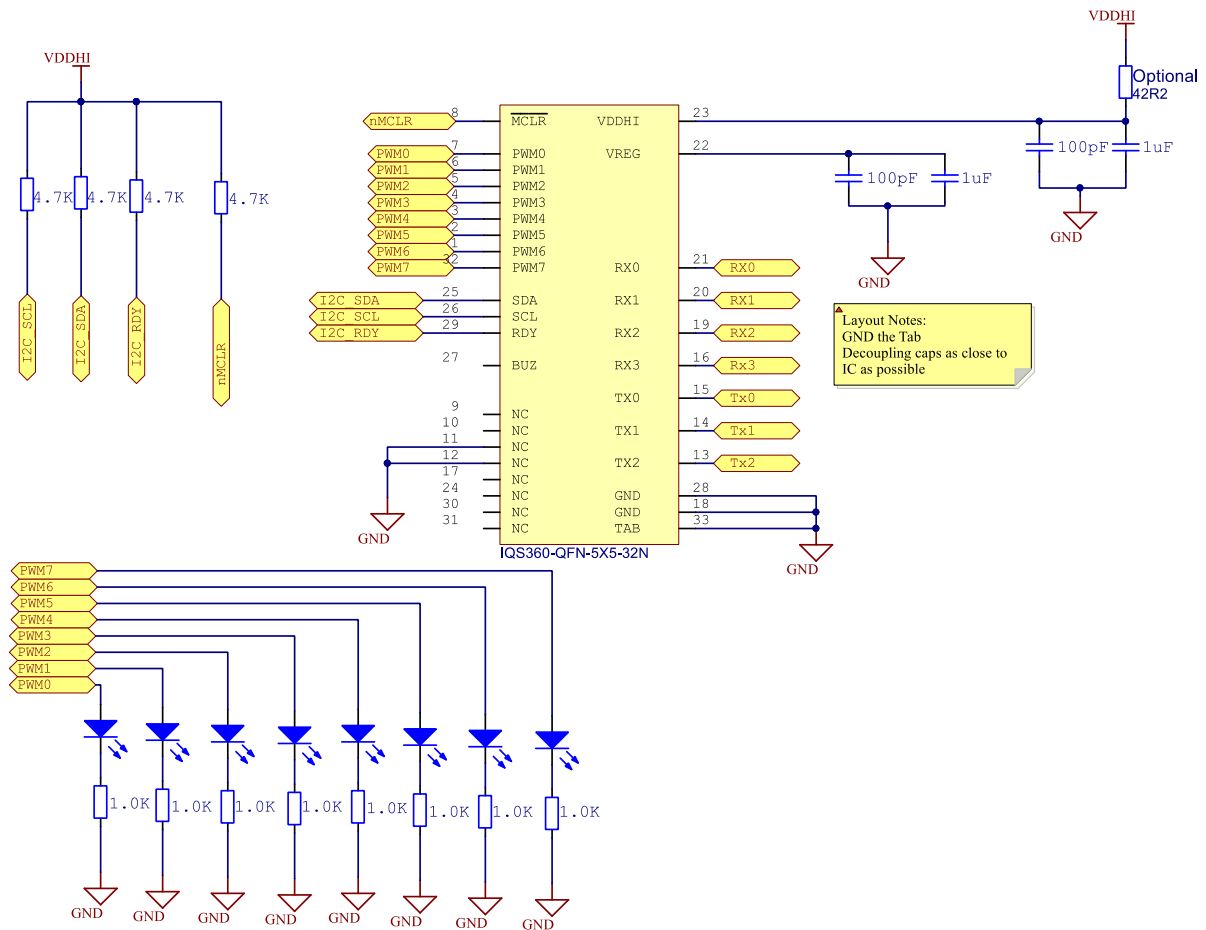 VDDHI
4.7K
4.7K
4.7K
4.7K
I2C_SCL
I2C_SDA
I2C_RDY
nMCLR
nMCLR
PWM0
PWM1
PWM2
PWM3
PWM4
PWM5
PWM6
PWM7
I2C_SDA
I2C_SCL
I2C_RDY
8
7
6
5
4
3
2
1
32
25
26
29
27
9
10
11
12
17
24
30
31
GND
MCLR
PWM0
PWM1
PWM2
PWM3
PWM4
PWM5
PWM6
PWM7
SDA
SCL
RDY
BUZ
NC
NC
NC
NC
NC
NC
NC
NC
VDDHI
VREG
RX0
RX1
RX2
RX3
TX0
TX1
TX2
GND
GND
TAB
IQS360-QFN-5X5-32N
23
22
21
20
19
16
15
14
13
28
18
33
RX0
RX1
RX2
Rx3
Tx0
Tx1
Tx2
GND
100pF
1uF
GND
VDDHI
Optional
42R2
100pF
1uF
GND
Layout Notes:
GND the Tab
Decoupling caps as close to
IC as possible
PWM7
PWM6
PWM5
PWM4
PWM3
PWM2
PWM1
PWM0
1.0K
1.0K
1.0K
1.0K
1.0K
1.0K
1.0K
1.0K
GND
GND
GND
GND
GND
GND
GND
GND